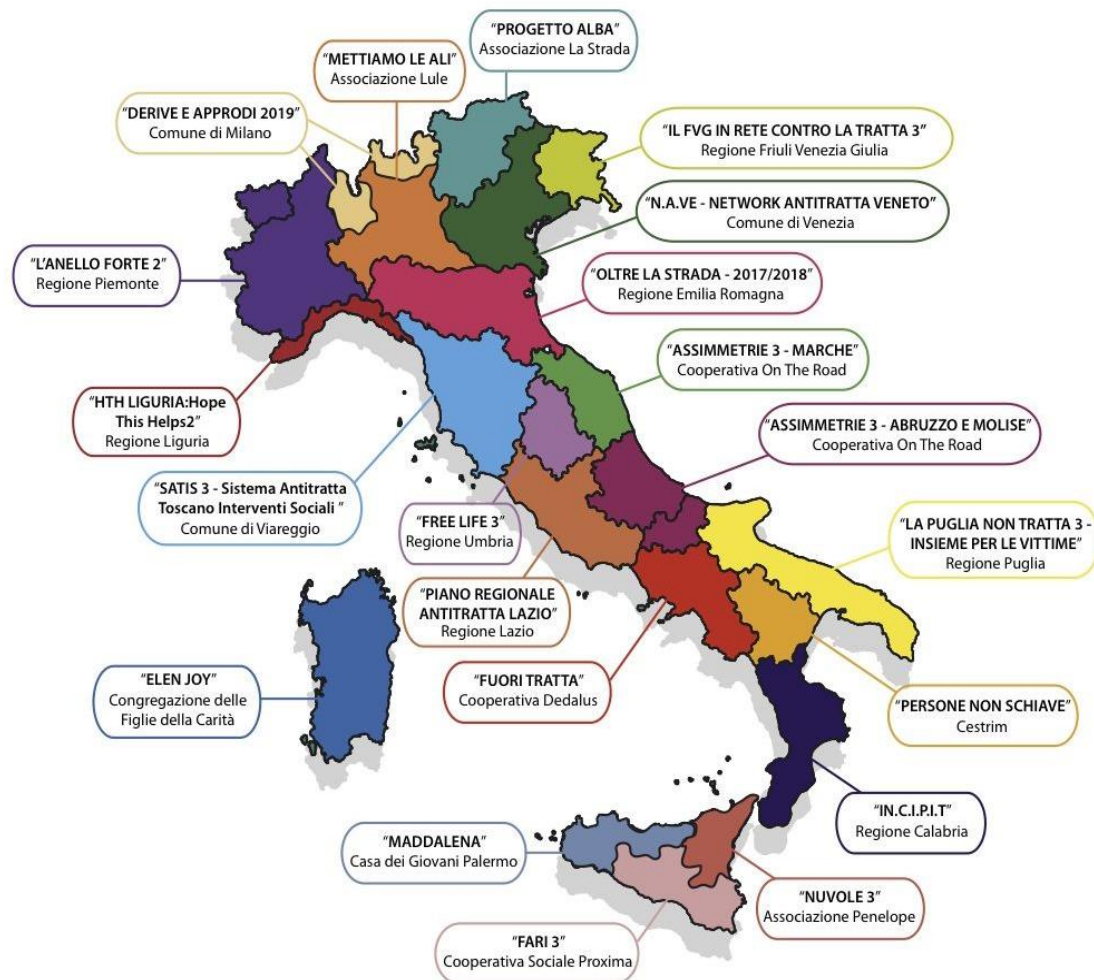 "PROGETTO ALBA"
Associazione La Strada
"METTIAMO LE ALI"
Associazione Lule
"DERIVE E APPRODI 2019"
Comune di Milano
"IL FVG IN RETE CONTRO LA TRATTA 3"
Regione Friuli Venezia Giulia
"N.A.VE - NETWORK ANTITRATTA VENETO"
Comune di Venezia
"L'ANELLO FORTE 2"
Regione Piemonte
"OLTRE LA STRADA - 2017/2018"
Regione Emilia Romagna
"ASSIMMETRIE 3 - MARCHE"
Cooperativa On The Road
"HTH LIGURIA:Hope
This Helps2"
Regione Liguria
"ASSIMMETRIE 3 - ABRUZZO E MOLISE"
Cooperativa On The Road
"SATIS 3 - Sistema Antitratta
Toscano Interventi Sociali "
Comune di Viareggio
"FREE LIFE 3"
Regione Umbria
"LA PUGLIA NON TRATTA 3 -
INSIEME PER LE VITTIME"
Regione Puglia
"PIANO REGIONALE
ANTITRATTA LAZIO"
Regione Lazio
"ELEN JOY"
Congregazione delle
Figlie della Carità
"FUORI TRATTA"
Cooperativa Dedalus
"PERSONE NON SCHIAVE"
Cestrim
"IN.C.I.P.I.T"
Regione Calabria
"MADDALENA"
Casa dei Giovani Palermo
"NUVOLE 3"
Associazione Penelope
"FARI 3"
Cooperativa Sociale Proxima